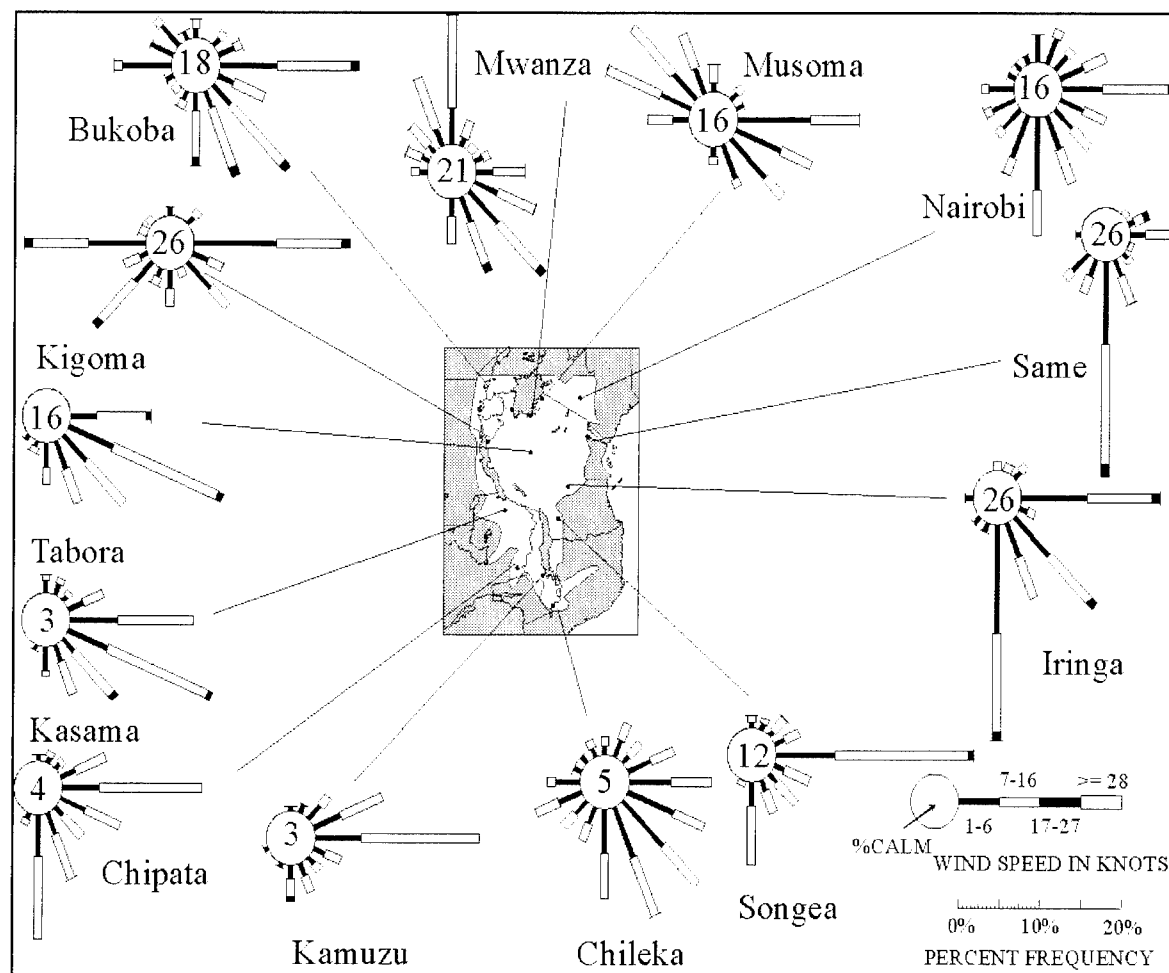 18
Bukoba
Mwanza
21
Musoma
16
16
Nairobi
26
Kigoma
26
Same
16
Tabora
26
Iringa
3
Kasama
4
Chipata
3
Kamuzu
5
Chileka
12
Songea
7-16 >= 28
1-6 17-27
%CALM
WIND SPEED IN KNOTS
0% 10% 20%
PERCENT FREQUENCY